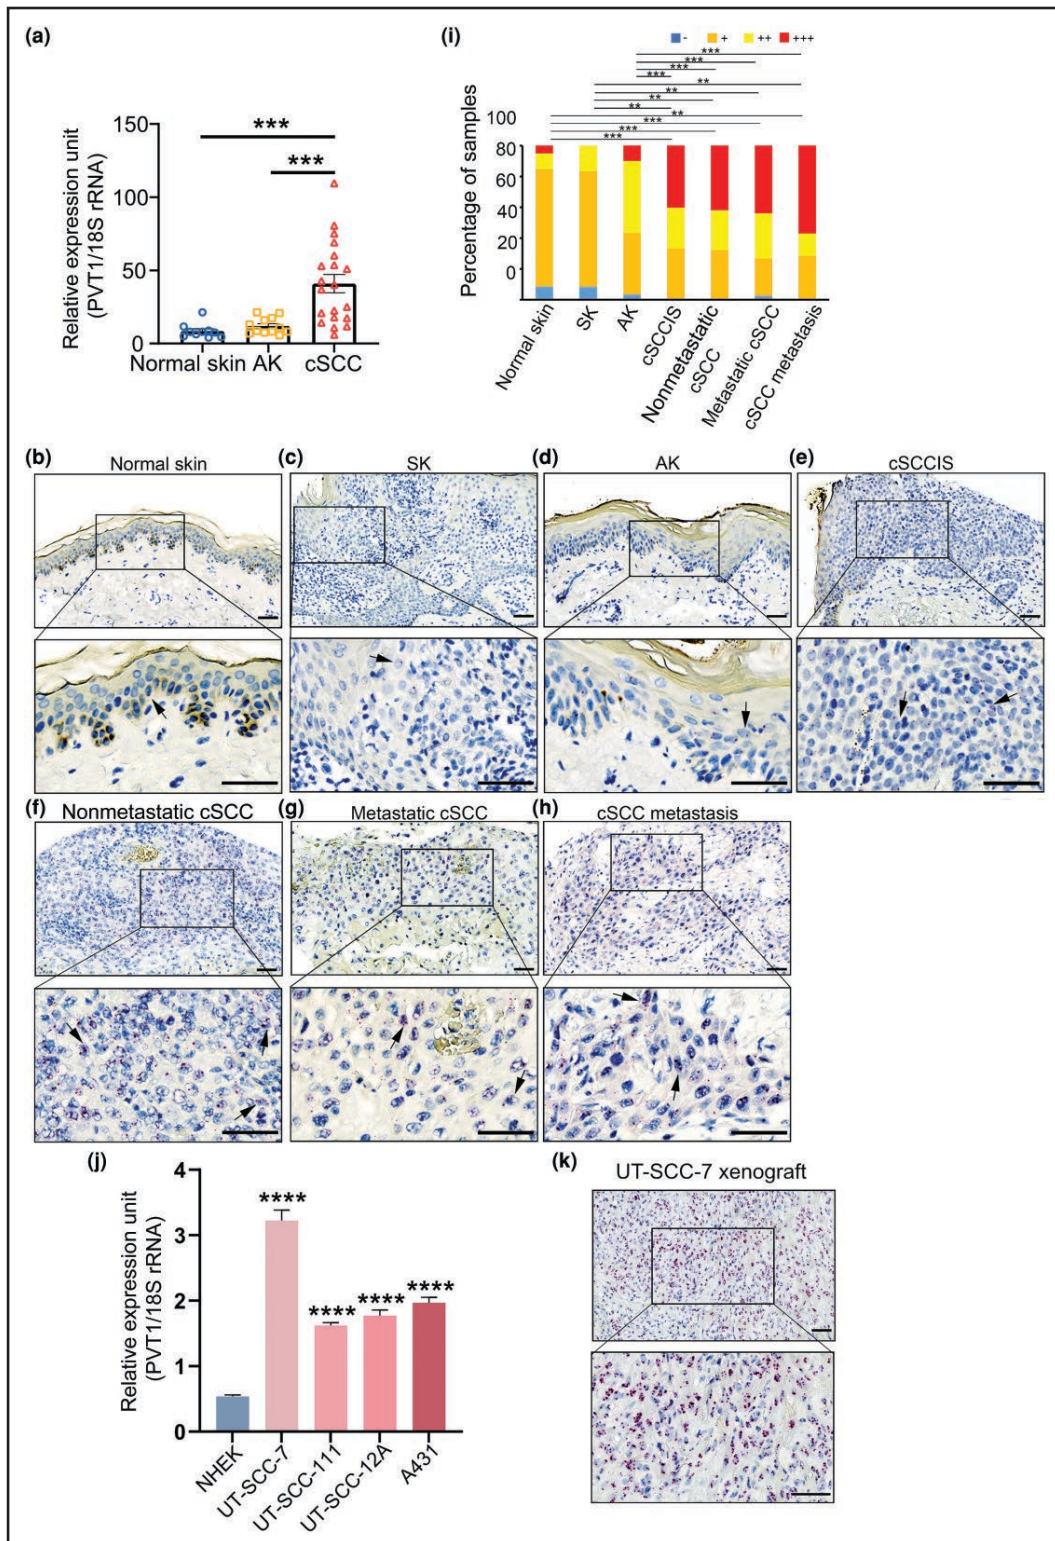 (a)
Relative expression unit
(PVT1/18S rRNA)
150
100
50
0
***
***
Normal skin AK cSCC
(i)
- + ++ +++
***
***
***
***
**
**
**
**
**
***
***
***
Percentage of samples
100
80
60
40
20
0
Normal skin
SK
AK
cSCCIS
Nonmetastatic
cSCC
Metastatic cSCC
cSCC metastasis
(b) Normal skin
(c) SK
(d) AK
(e) cSCCIS
(f) Nonmetastatic cSCC
(g) Metastatic cSCC
(h) cSCC metastasis
(j)
Relative expression unit
(PVT1/18S rRNA)
4
3
2
1
0
****
****
****
****
NHEK
UT-SCC-7
UT-SCC-111
UT-SCC-12A
A431
(k)
UT-SCC-7 xenograft